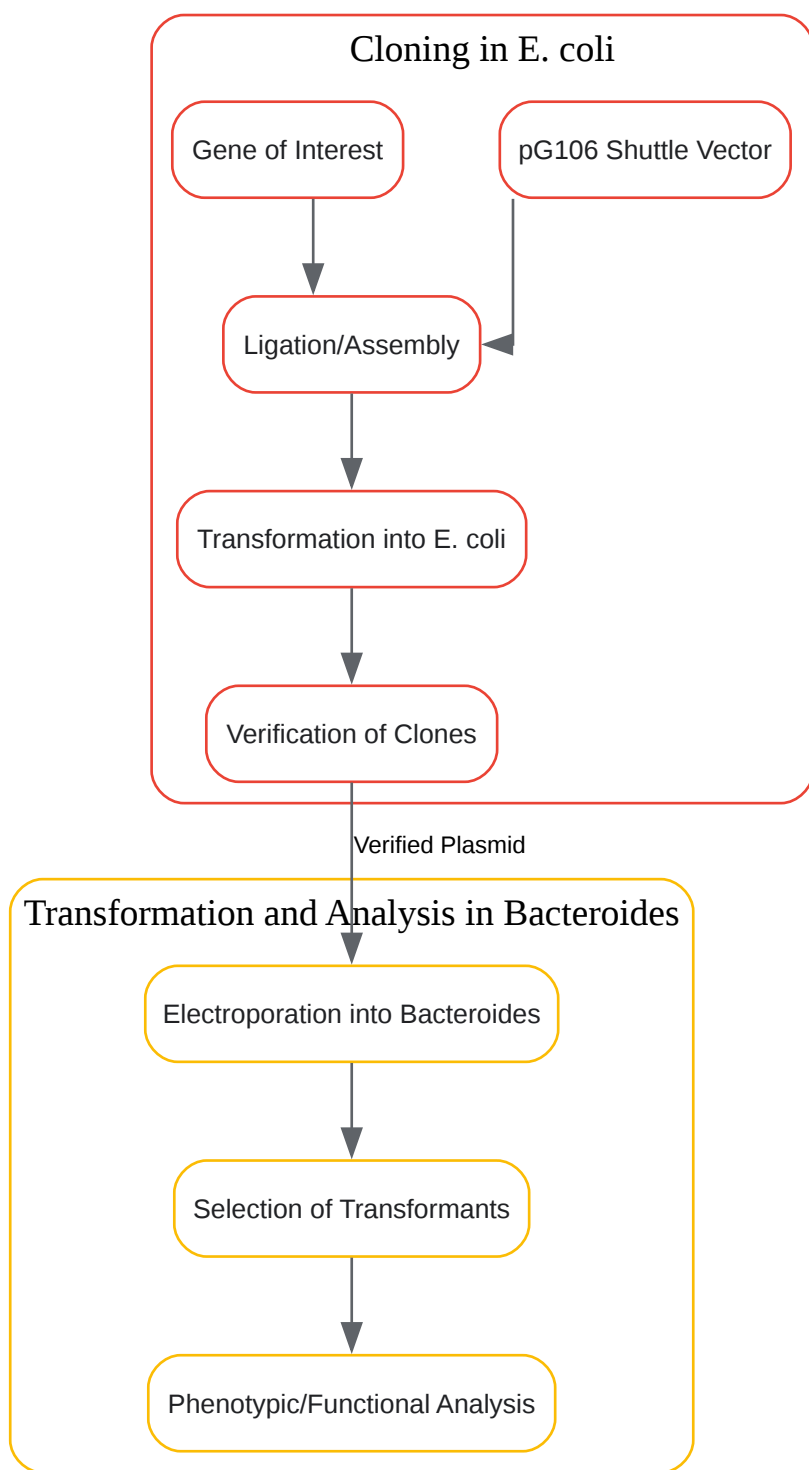 Cloning in E. coli
Gene of Interest
pG106 Shuttle Vector
Ligation/Assembly
Transformation into E. coli
Verification of Clones
Verified Plasmid
Transformation and Analysis in Bacteroides
Electroporation into Bacteroides
Selection of Transformants
Phenotypic/Functional Analysis